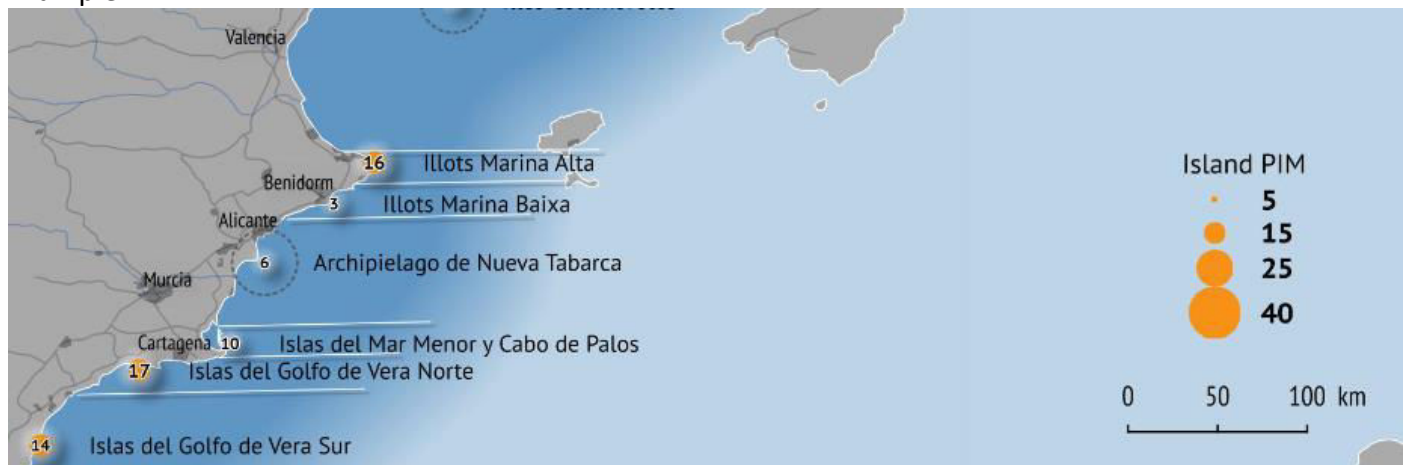 Valencia
16 Illots Marina Alta
Benidorm
3 Illots Marina Baixa
Alicante
6 Archipielago de Nueva Tabarca
Murcia
Cartagena 10 Islas del Mar Menor y Cabo de Palos
17 Islas del Golfo de Vera Norte
14 Islas del Golfo de Vera Sur
Island PIM
5
15
25
40
0 50 100 km